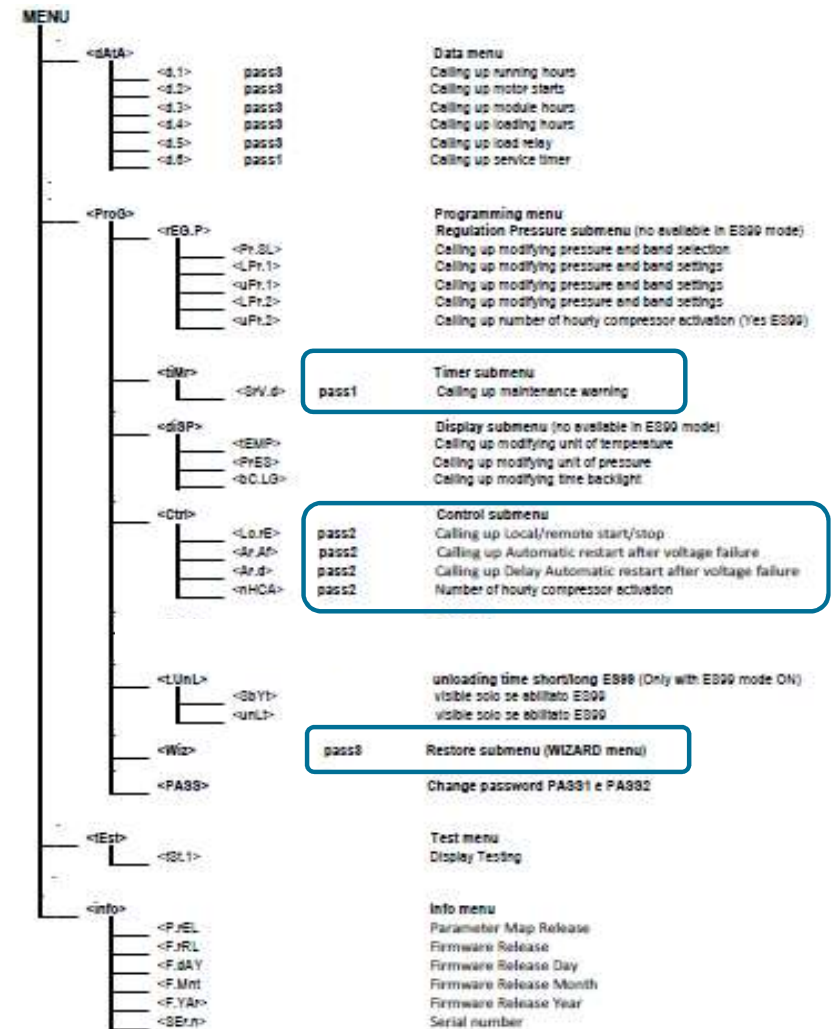 MENU
<dAtA> Data menu
<d.1> pass3 Calling up running hours
<d.2> pass3 Calling up motor starts
<d.3> pass3 Calling up module hours
<d.4> pass3 Calling up loading hours
<d.5> pass3 Calling up load relay
<d.6> pass1 Calling up service timer
<ProG> Programming menu
<rEG.P> Regulation Pressure submenu (no available in ES99 mode)
<Pr.SL> Calling up modifying pressure and band selection
<LPr.1> Calling up modifying pressure and band settings
<uPr.1> Calling up modifying pressure and band settings
<LPr.2> Calling up modifying pressure and band settings
<uPr.2> Calling up number of hourly compressor activation (Yes ES99)
<tiMr> Timer submenu
<SrV.d> pass1 Calling up maintenance warning
<diSP> Display submenu (no available in ES99 mode)
<tEMP> Calling up modifying unit of temperature
<PrES> Calling up modifying unit of pressure
<bC.LG> Calling up modifying time backlight
<Ctrl> Control submenu
<Lo.rE> pass2 Calling up Local/remote start/stop
<Ar.Af> pass2 Calling up Automatic restart after voltage failure
<Ar.d> pass2 Calling up Delay Automatic restart after voltage failure
<nHCA> pass2 Number of hourly compressor activation
<t.UnL> unloading time short/long ES99 (Only with ES99 mode ON)
<SbYt> visible solo se abilitato ES99
<unLt> visible solo se abilitato ES99
<Wiz> pass3 Restore submenu (WIZARD menu)
<PASS> Change password PASS1 e PASS2
<tEst> Test menu
<tSt.1> Display Testing
<info> Info menu
<P.rEL Parameter Map Release
<F.rRL Firmware Release
<F.dAY Firmware Release Day
<F.Mnt Firmware Release Month
<F.YAr> Firmware Release Year
<SEr.n> Serial number